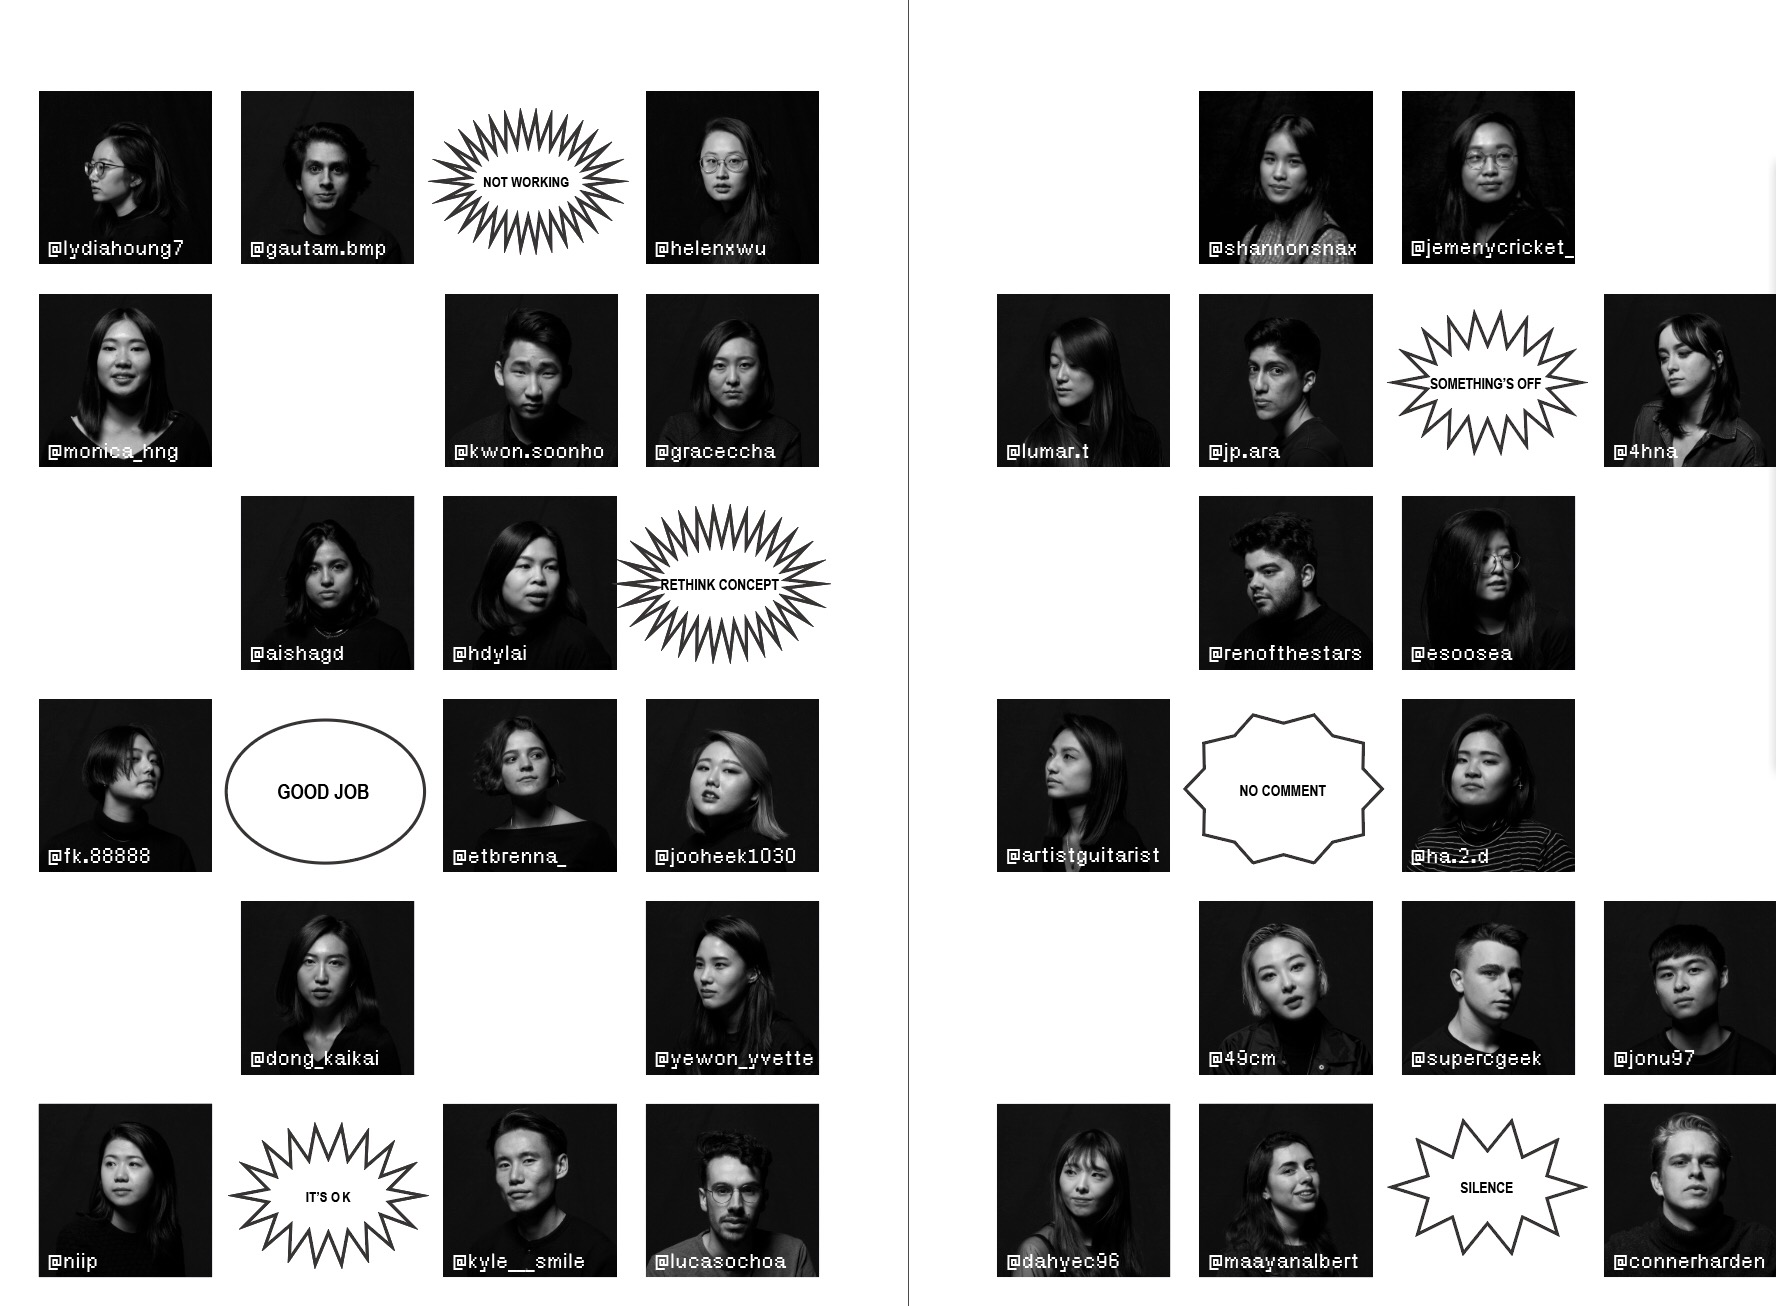 @lydiahoung7
@gautam.bmp
NOT WORKING
@helenxwu
@monica_hng
@kwon.soonho
@graceccha
@aishagd
@hdylai
RETHINK CONCEPT
@fk.88888
GOOD JOB
@etbrenna_
@jooheek1030
@dong_kaikai
@yewon_yvette
@niip
IT'S OK
@kyle__smile
@lucasochoa
@shannonsnax
@jemenycricket_
@lumar.t
@jp.ara
SOMETHING'S OFF
@4hna
@renofthestars
@esoosea
@artistguitarist
NO COMMENT
@ha.2.d
@49cm
@supercgeek
@jonu97
@dahyec96
@maayanalbert
SILENCE
@connerharden